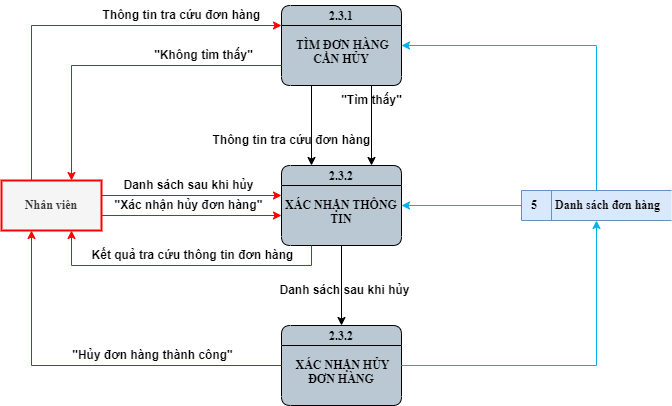 Thông tin tra cứu đơn hàng
2.3.1
TÌM ĐƠN HÀNG
CẦN HỦY
"Không tìm thấy"
"Tìm thấy"
Thông tin tra cứu đơn hàng
2.3.2
XÁC NHẬN THÔNG
TIN
Nhân viên
Danh sách sau khi hủy
"Xác nhận hủy đơn hàng"
5
Danh sách đơn hàng
Kết quả tra cứu thông tin đơn hàng
Danh sách sau khi hủy
2.3.2
XÁC NHẬN HỦY
ĐƠN HÀNG
"Hủy đơn hàng thành công"